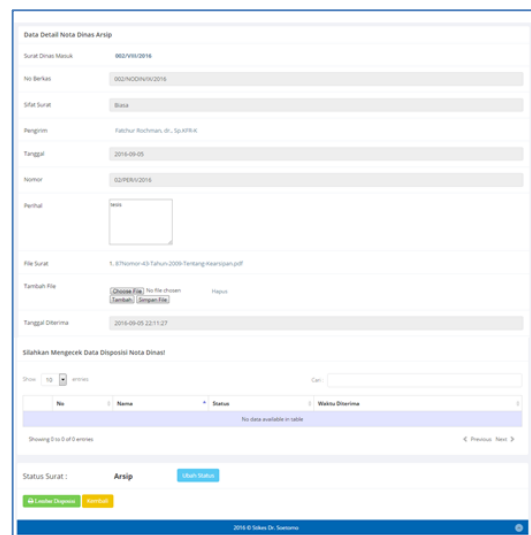 Data Detail Nota Dinas Arsip
Surat Dinas Masuk 002/VIII/2016
No Berkas 002/NODIN/IX/2016
Sifat Surat Biasa
Pengirim Fatchur Rochman, dr., Sp.KFR-K
Tanggal 2016-09-05
Nomor 02/PER/I/2016
Perihal tesis
File Surat 1. 87Nomor-43-Tahun-2009-Tentang-Kearsipan.pdf
Tambah File Choose File No file chosen Hapus
Tambah Simpan File
Tanggal Diterima 2016-09-05 22:11:27
Silahkan Mengecek Data Disposisi Nota Dinas!
Show 10 entries Cari:
No Nama Status Waktu Diterima
No data available in table
Showing 0 to 0 of 0 entries Previous Next
Status Surat : Arsip Ubah Status
Lembar Disposisi Kembali
2016 © Stikes Dr. Soetomo